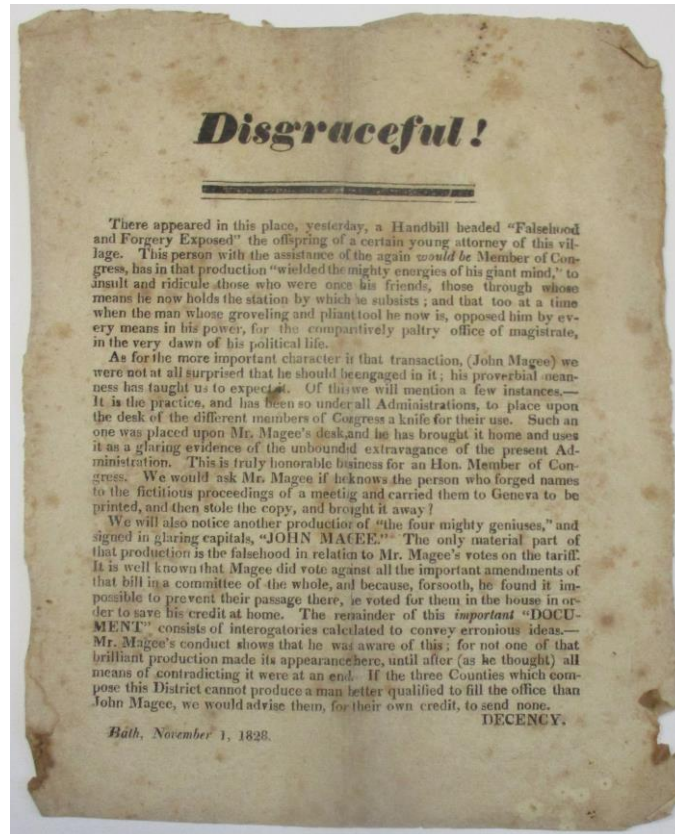 Disgraceful!
There appeared in this place, yesterday, a Handbill headed "Falsehood
and Forgery Exposed" the offspring of a certain young attorney of this vil-
lage. This person with the assistance of the again would be Member of Con-
gress, has in that production "wielded the mighty energies of his giant mind," to
insult and ridicule those who were once his friends, those through whose
means he now holds the station by which he subsists ; and that too at a time
when the man whose groveling and pliant tool he now is, opposed him by ev-
ery means in his power, for the comparitively paltry office of magistrate,
in the very dawn of his political life.
As for the more important character it that transaction, (John Magee) we
were not at all surprised that he should be engaged in it ; his proverbial mean-
ness has taught us to expect it. Of this we will mention a few instances.—
It is the practice, and has been so under all Administrations, to place upon
the desk of the different members of Congress a knife for their use. Such an
one was placed upon Mr. Magee's desk, and he has brought it home and uses
it as a glaring evidence of the unbounded extravagance of the present Ad-
ministration. This is truly honorable business for an Hon. Member of Con-
gress. We would ask Mr. Magee if he knows the person who forged names
to the fictitious proceedings of a meeting and carried them to Geneva to be
printed, and then stole the copy, and brought it away ?
We will also notice another production of "the four mighty geniuses," and
signed in glaring capitals, "JOHN MAGEE." The only material part of
that production is the falsehood in relation to Mr. Magee's votes on the tariff.
It is well known that Magee did vote against all the important amendments of
that bill in a committee of the whole, and because, forsooth, he found it im-
possible to prevent their passage there, he voted for them in the house in or-
der to save his credit at home. The remainder of this important "DOCU-
MENT" consists of interogatories calculated to convey erronious ideas.—
Mr. Magee's conduct shows that he was aware of this ; for not one of that
brilliant production made its appearance here, until after (as he thought) all
means of contradicting it were at an end. If the three Counties which com-
pose this District cannot produce a man better qualified to fill the office than
John Magee, we would advise them, for their own credit, to send none.
DECENCY.
Bath, November 1, 1828.